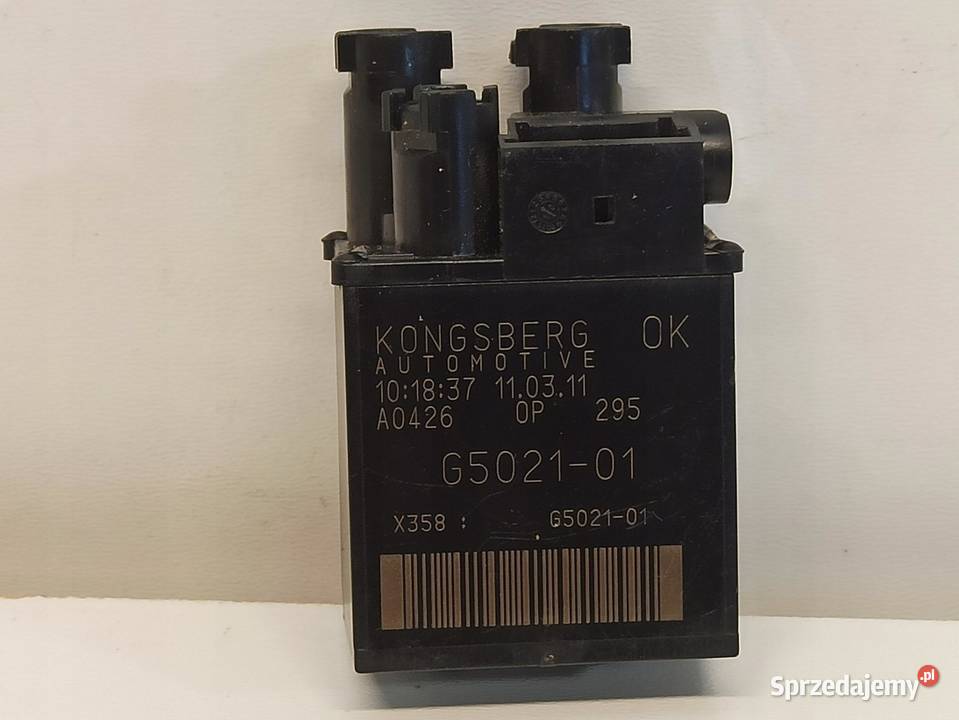 KONGSBERG OK
AUTOMOTIVE
10:18:37 11.03.11
A0426 OP 295
G5021-01
X358 : G5021-01
Sprzedajemy.pl